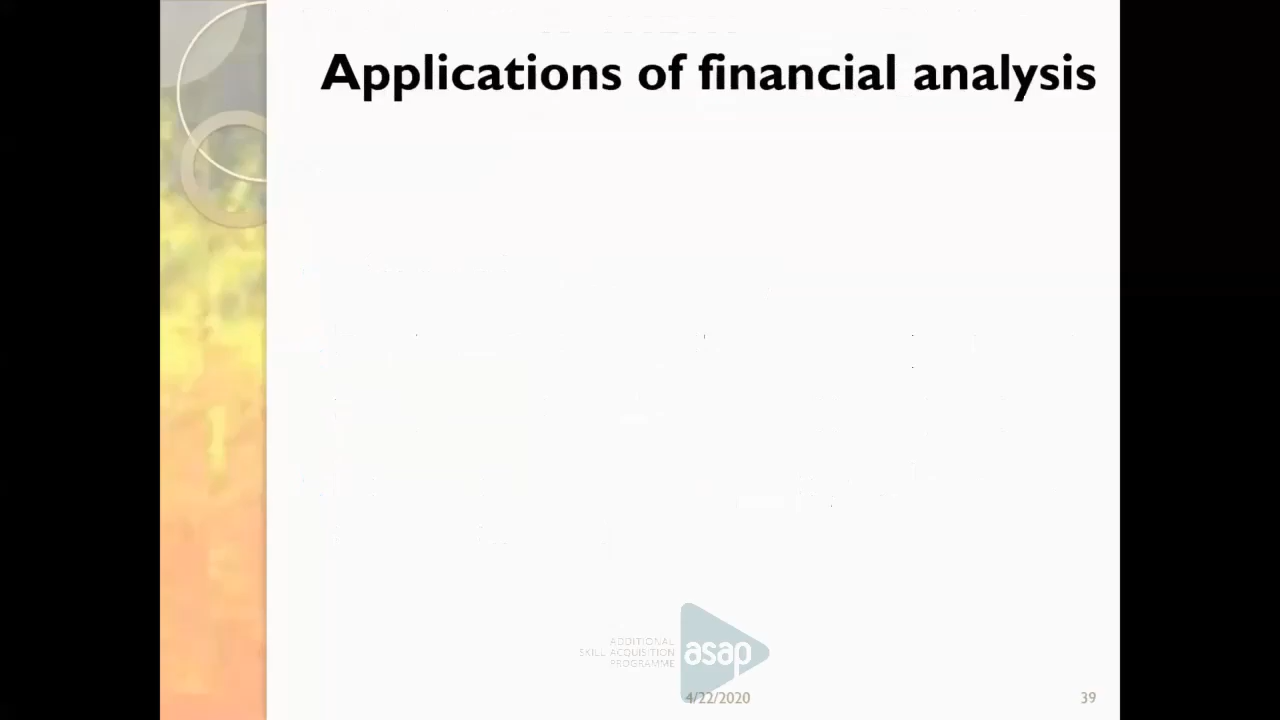 Applications of financial analysis
ADDITIONAL
SKILL ACQUISITION
PROGRAMME
asap
4/22/2020
39